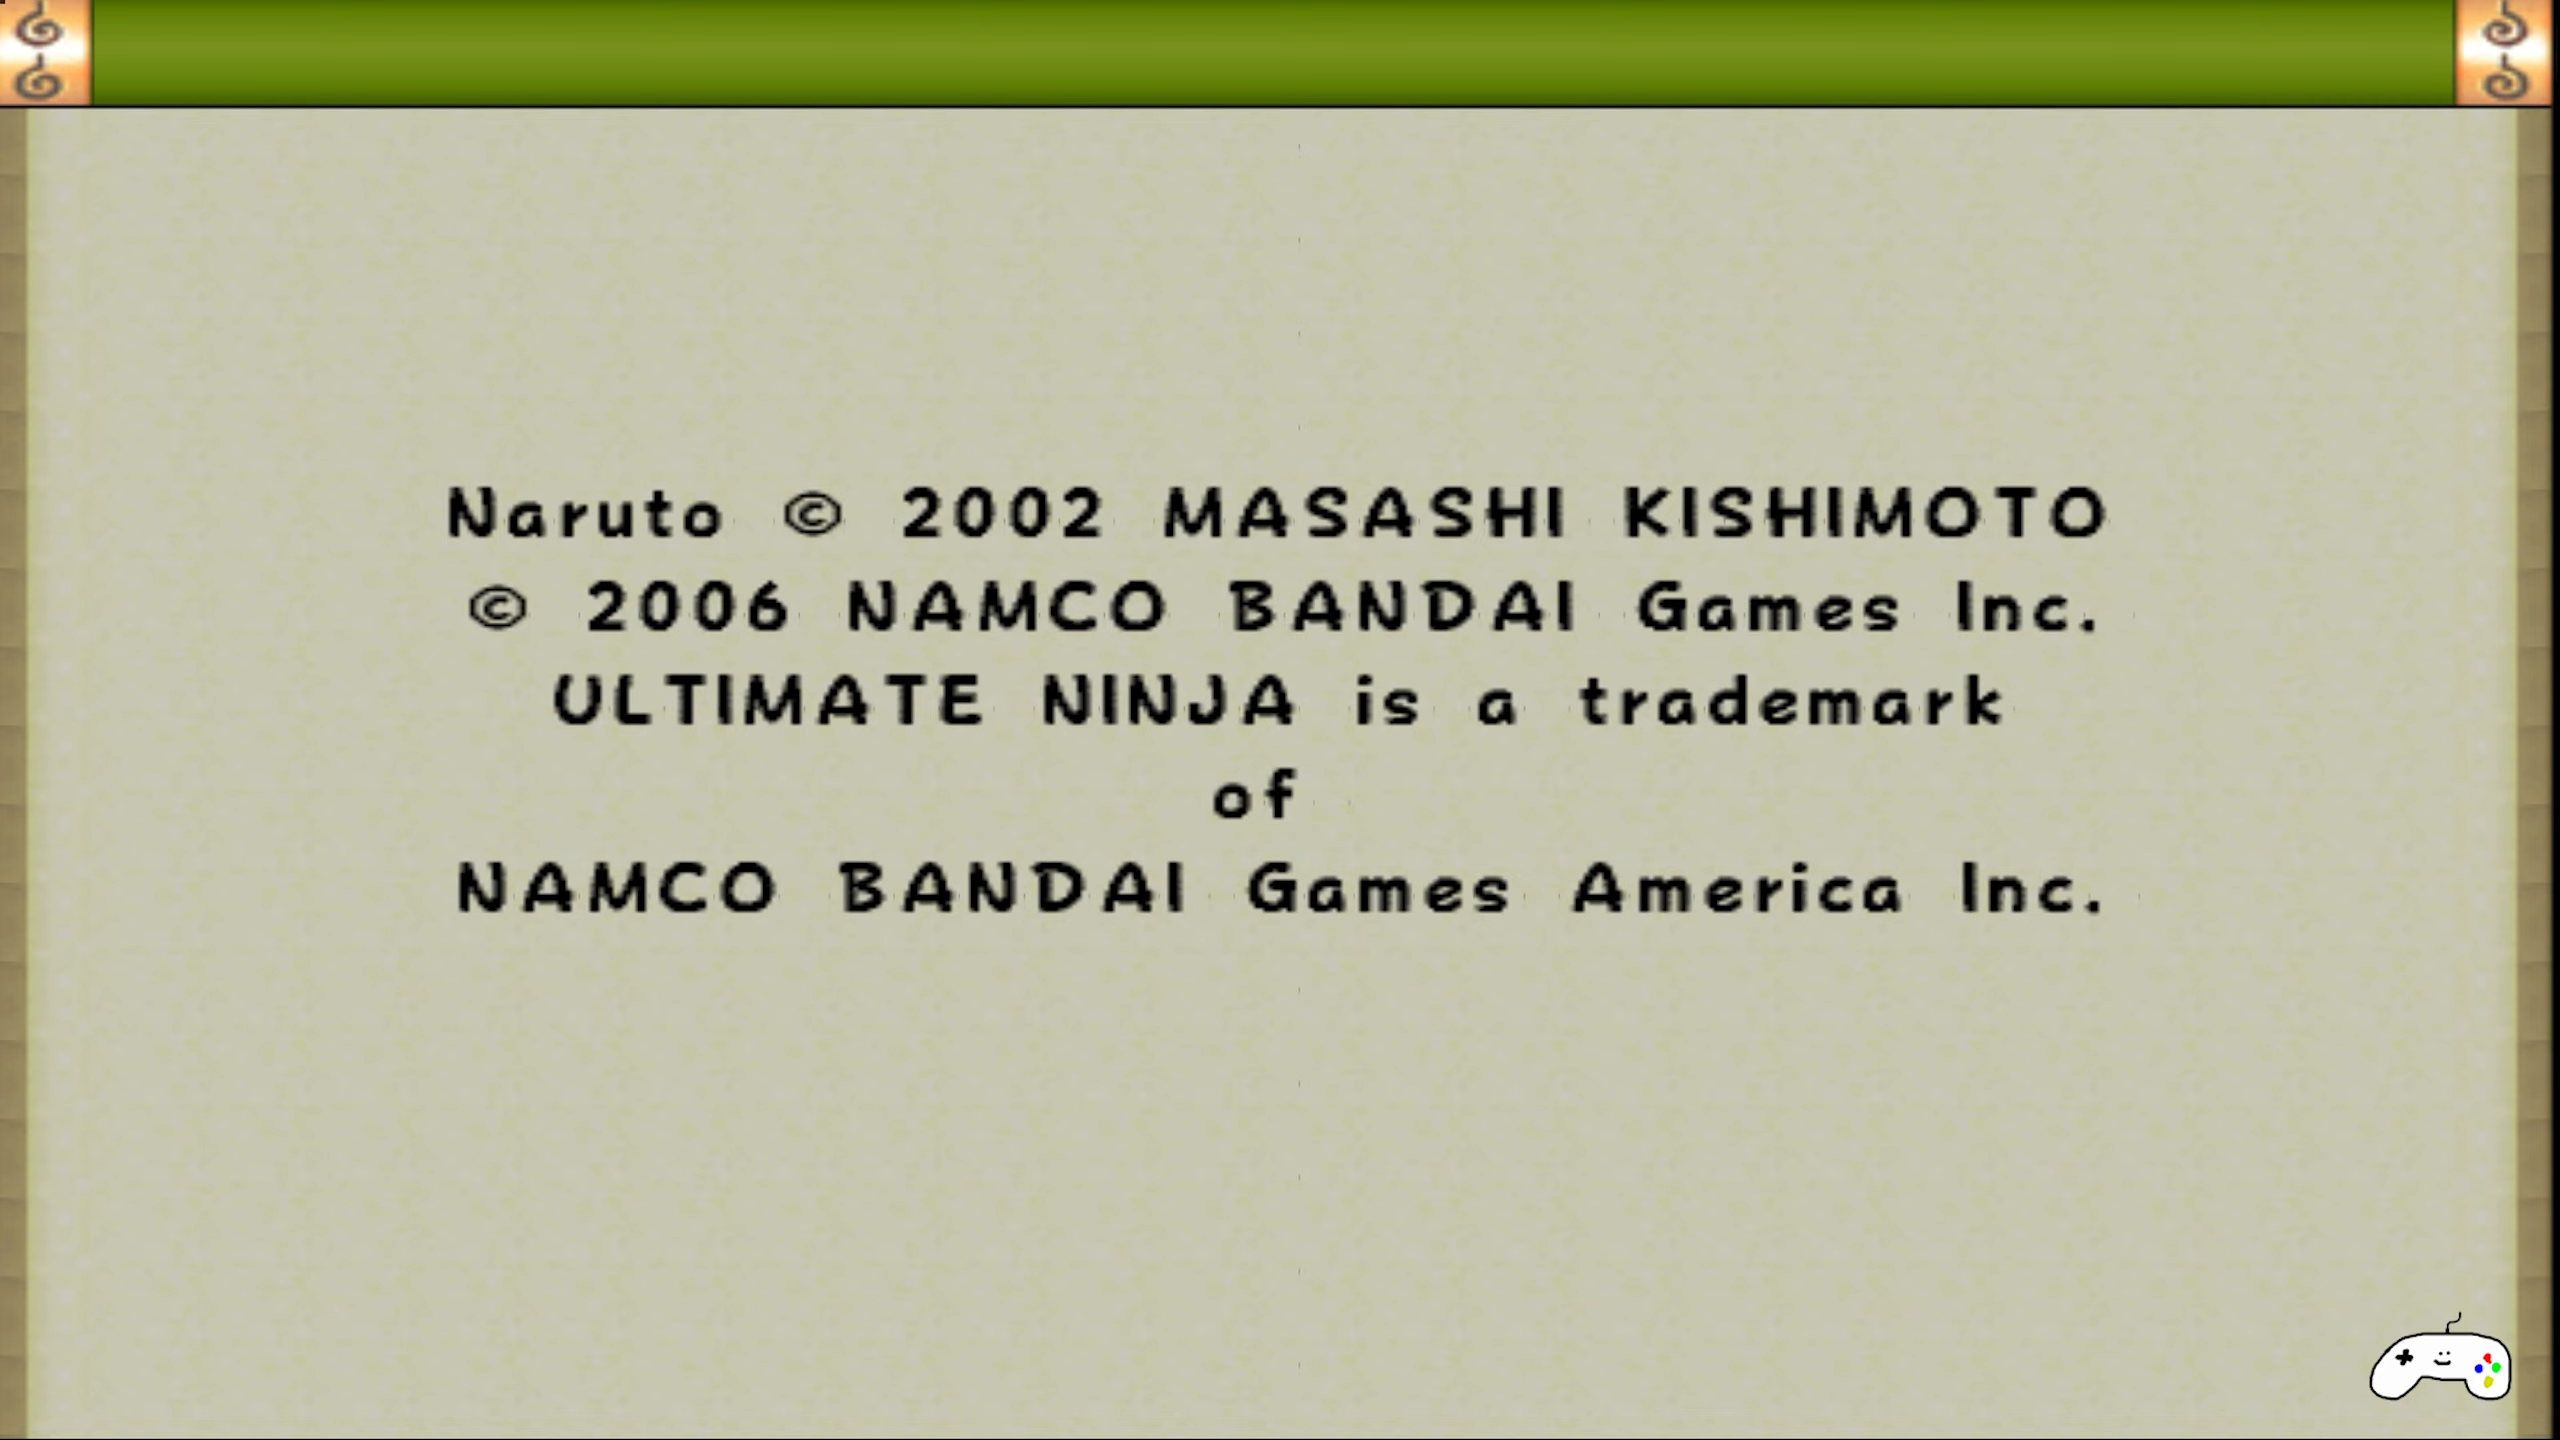 Naruto © 2002 MASASHI KISHIMOTO
© 2006 NAMCO BANDAI Games Inc.
ULTIMATE NINJA is a trademark
of
NAMCO BANDAI Games America Inc.